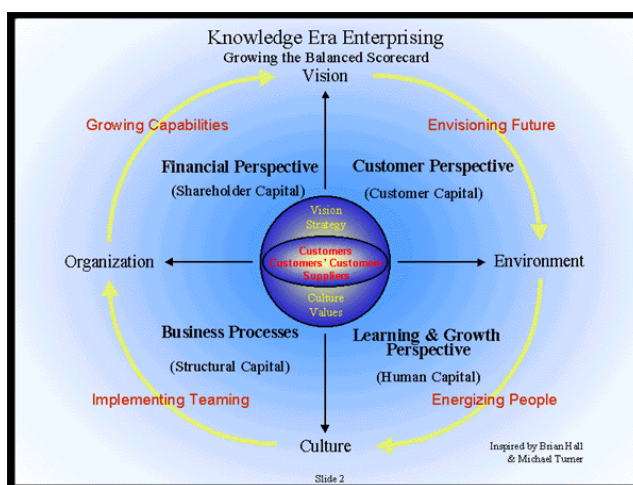 Knowledge Era Enterprising
Growing the Balanced Scorecard
Vision
Growing Capabilities
Envisioning Future
Financial Perspective
(Shareholder Capital)
Customer Perspective
(Customer Capital)
Vision
Strategy
Organization
Customers
Customers' Customers
Suppliers
Environment
Culture
Values
Business Processes
(Structural Capital)
Learning & Growth
Perspective
(Human Capital)
Implementing Teaming
Energizing People
Culture
Inspired by Brian Hall
& Michael Turner
Slide 2